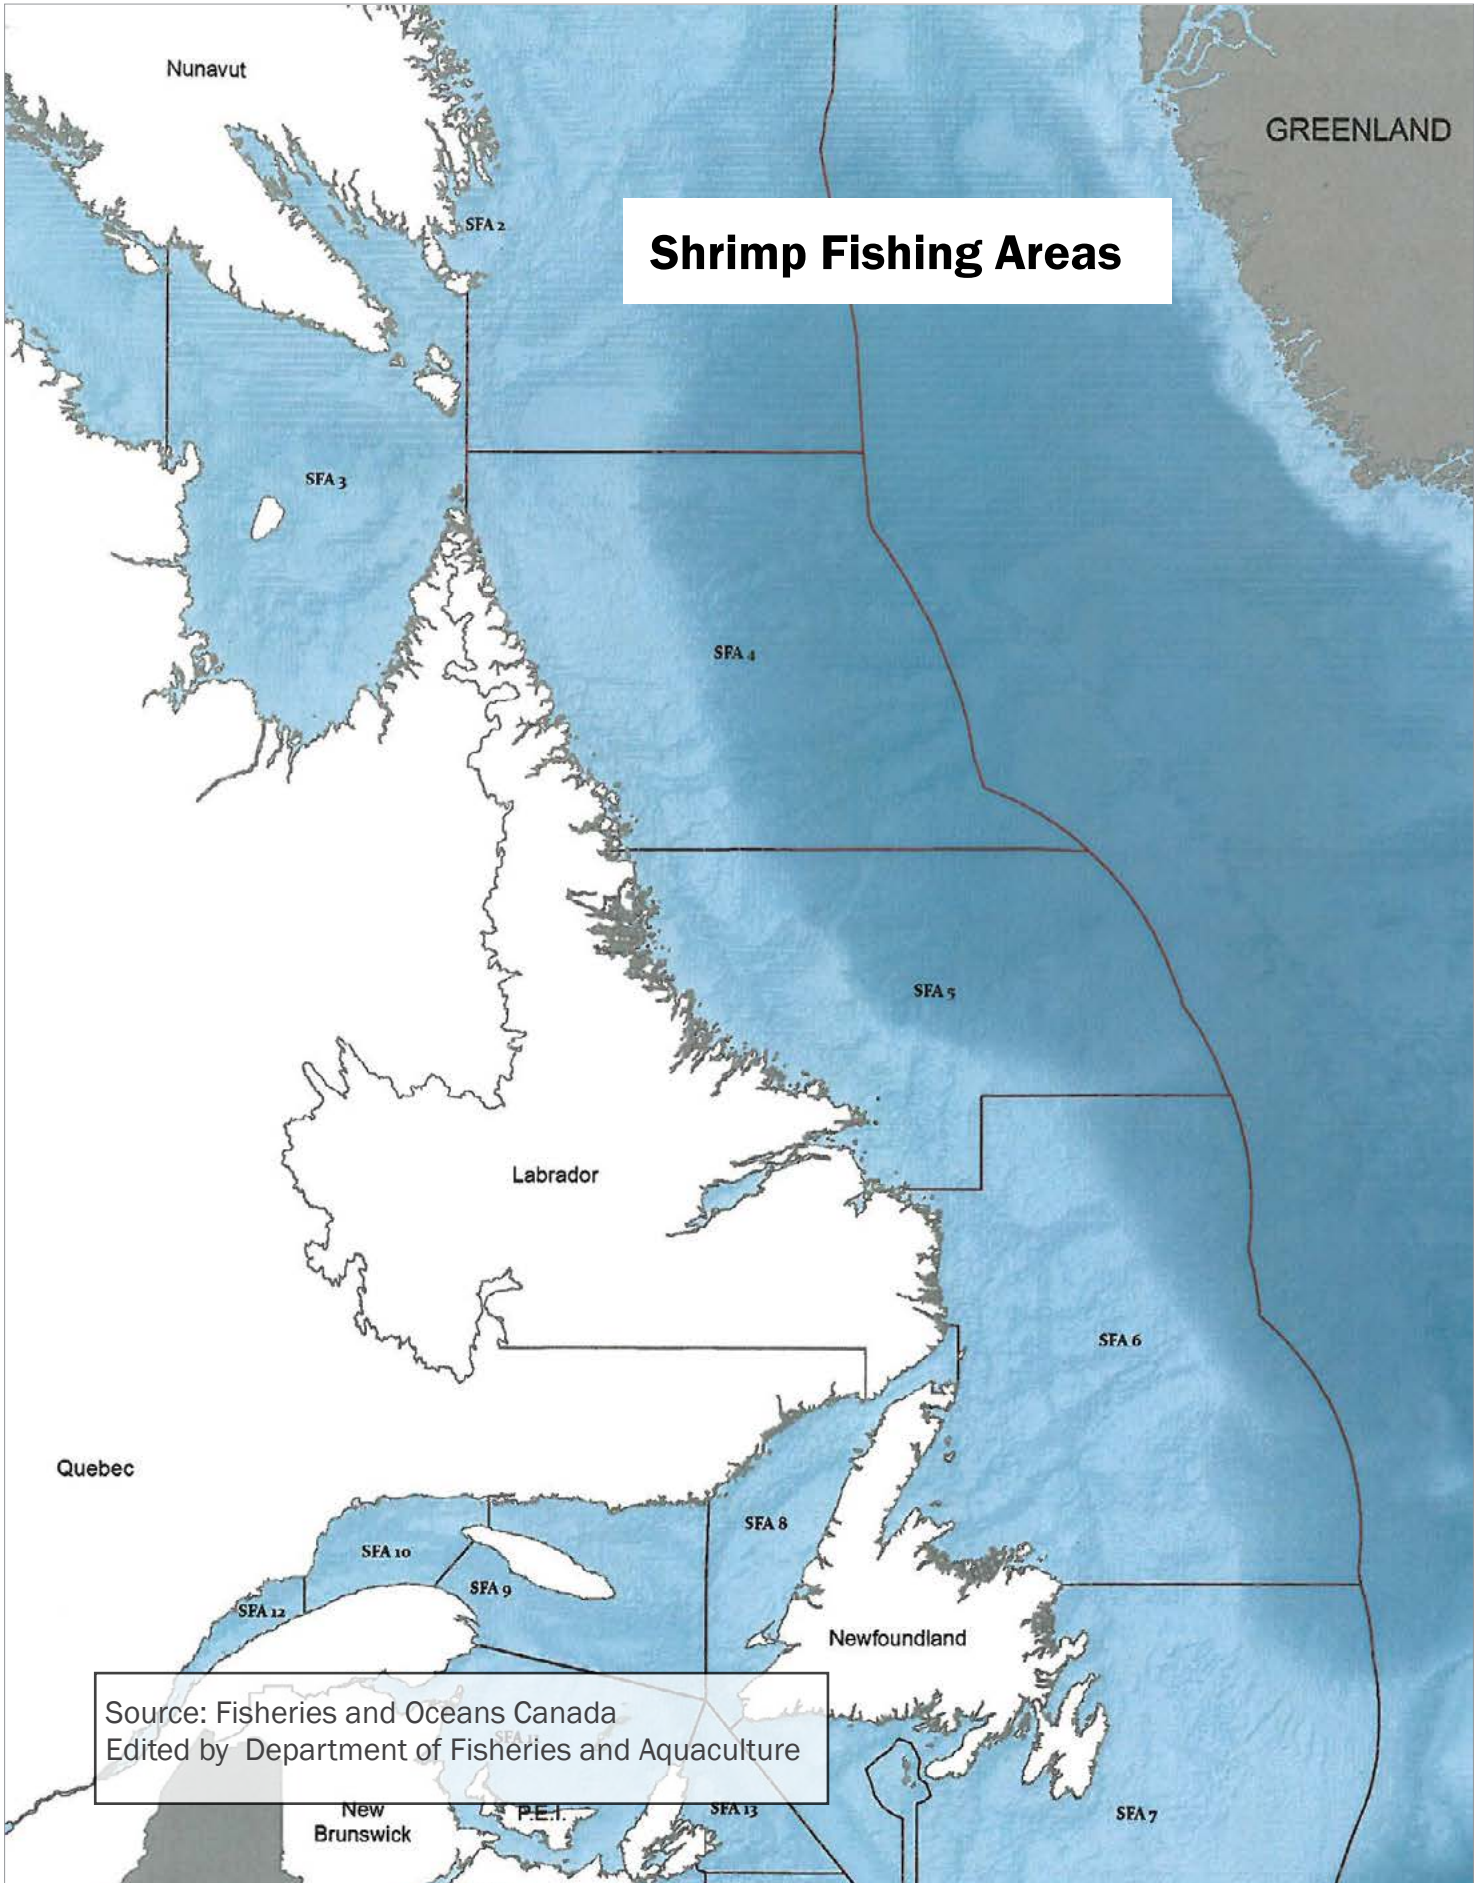 Nunavut
GREENLAND
SFA 2
Shrimp Fishing Areas
SFA 3
SFA 4
SFA 5
Labrador
SFA 6
Quebec
SFA 8
SFA 10
SFA 9
SFA 12
Newfoundland
Source: Fisheries and Oceans Canada
SFA 11
Edited by Department of Fisheries and Aquaculture
New
Brunswick
P.E.I.
SFA 13
SFA 7